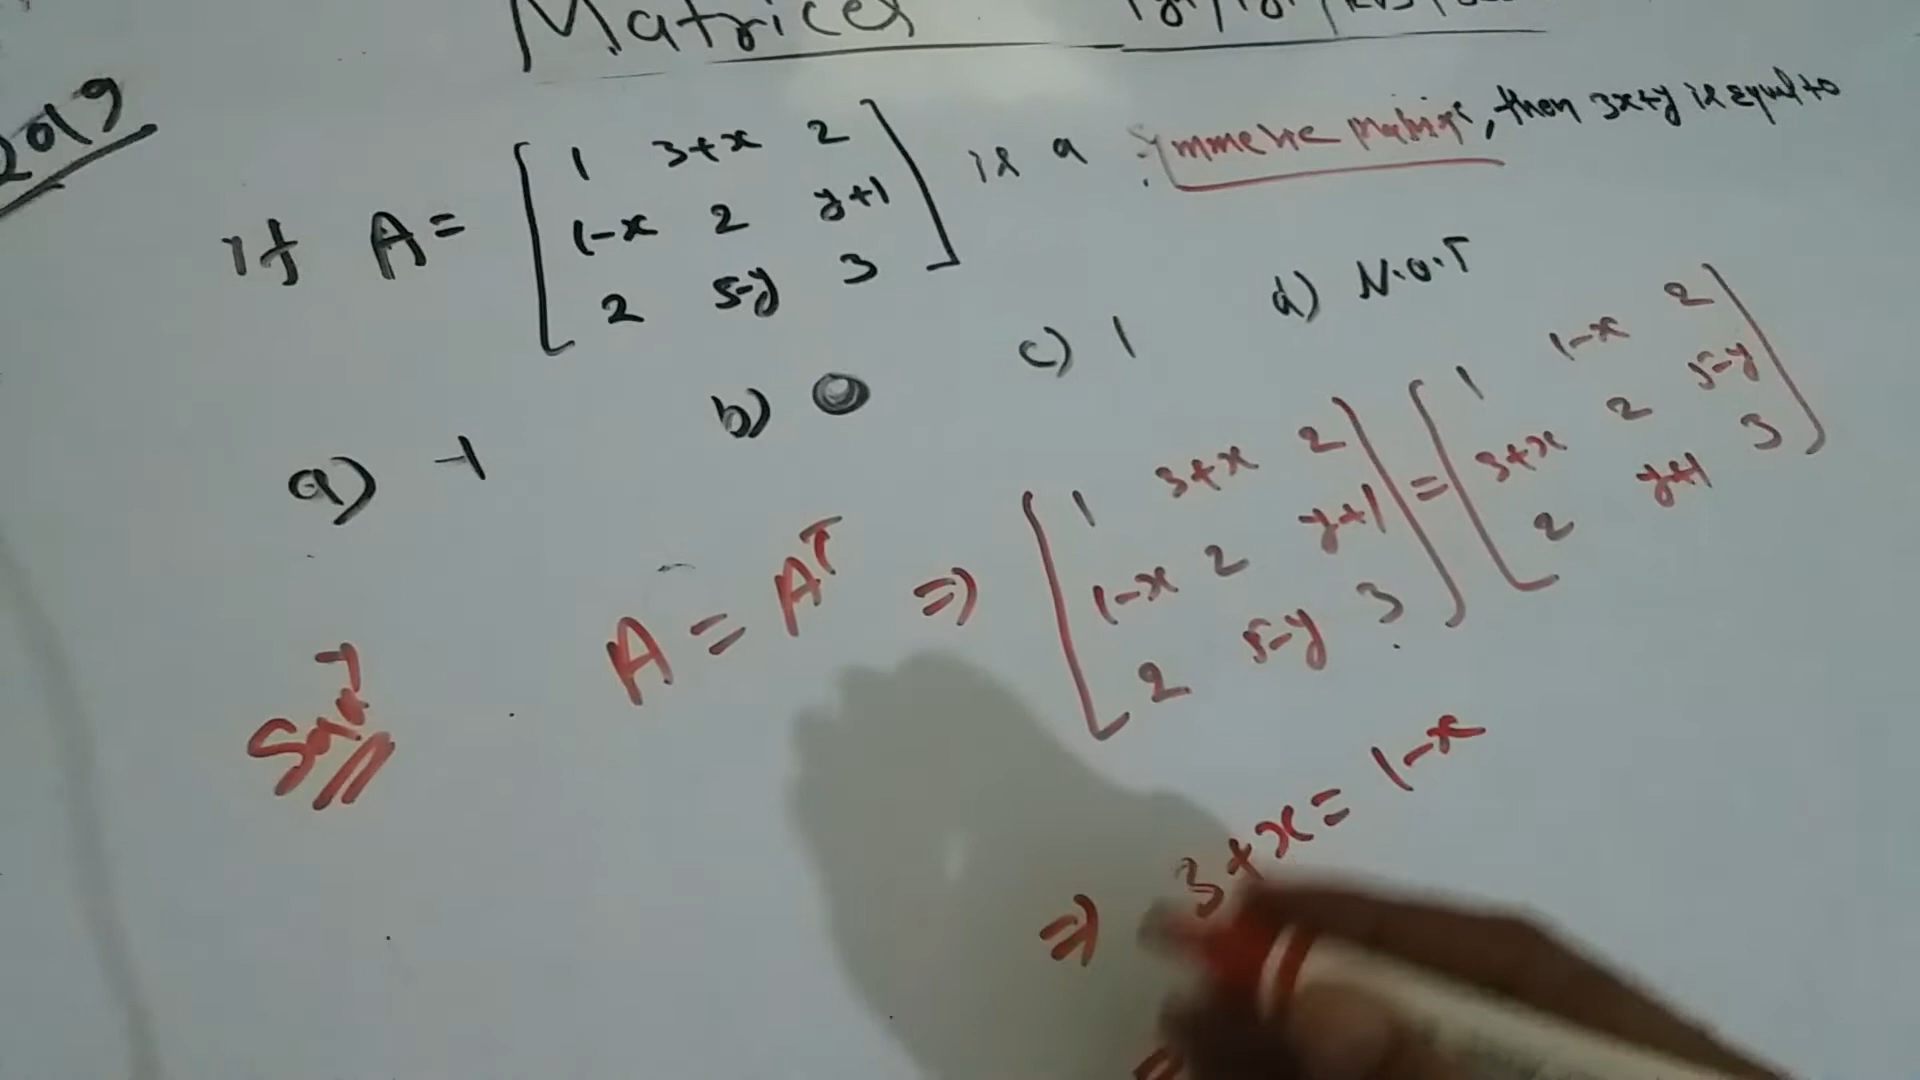 Matrices
2019
If A = [ 1 3+x 2
1-x 2 y+1
2 5-y 3 ] is a symmetric matrix, then 3x+y is equal to
a) -1 b) 0 c) 1 d) N.O.T
A = Aᵀ ⇒ [ 1 3+x 2
1-x 2 y+1
2 5-y 3 ] = [ 1 1-x 2
3+x 2 5-y
2 y+1 3 ]
⇒ 3+x = 1-x